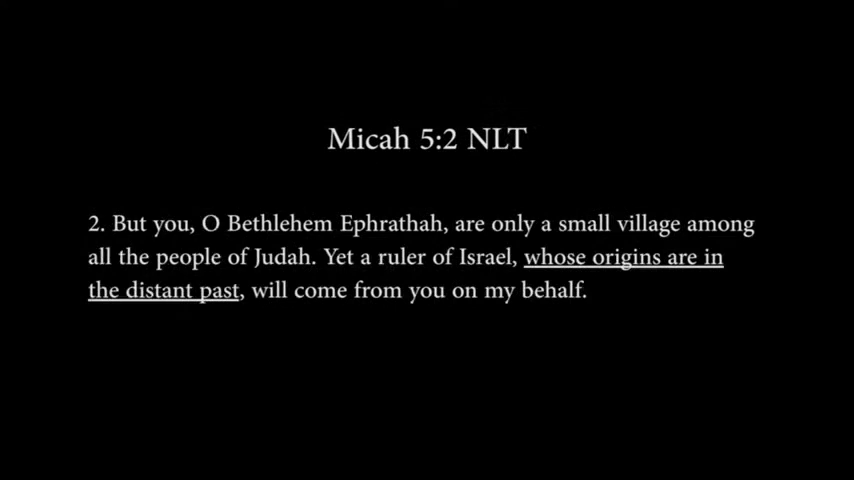 Micah 5:2 NLT
2. But you, O Bethlehem Ephrathah, are only a small village among
all the people of Judah. Yet a ruler of Israel, whose origins are in
the distant past, will come from you on my behalf.